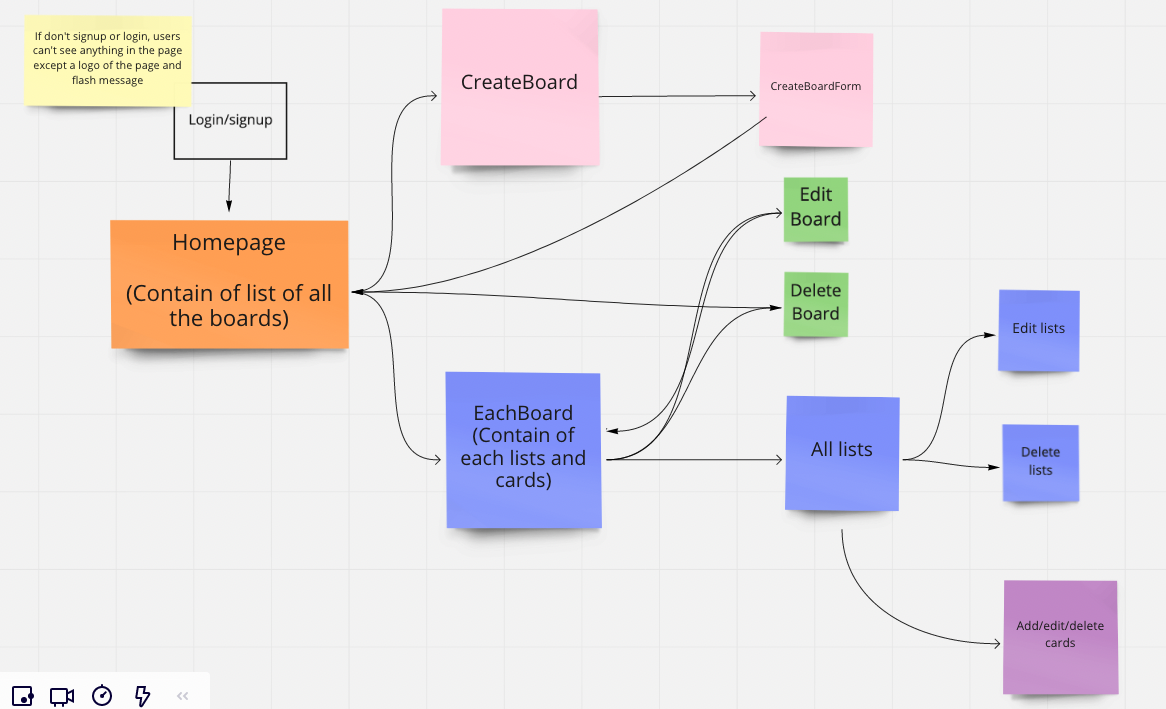 If don't signup or login, users
can't see anything in the page
except a logo of the page and
flash message
Login/signup
Homepage
(Contain of list of all
the boards)
CreateBoard
CreateBoardForm
Edit
Board
Delete
Board
EachBoard
(Contain of
each lists and
cards)
All lists
Edit lists
Delete
lists
Add/edit/delete
cards